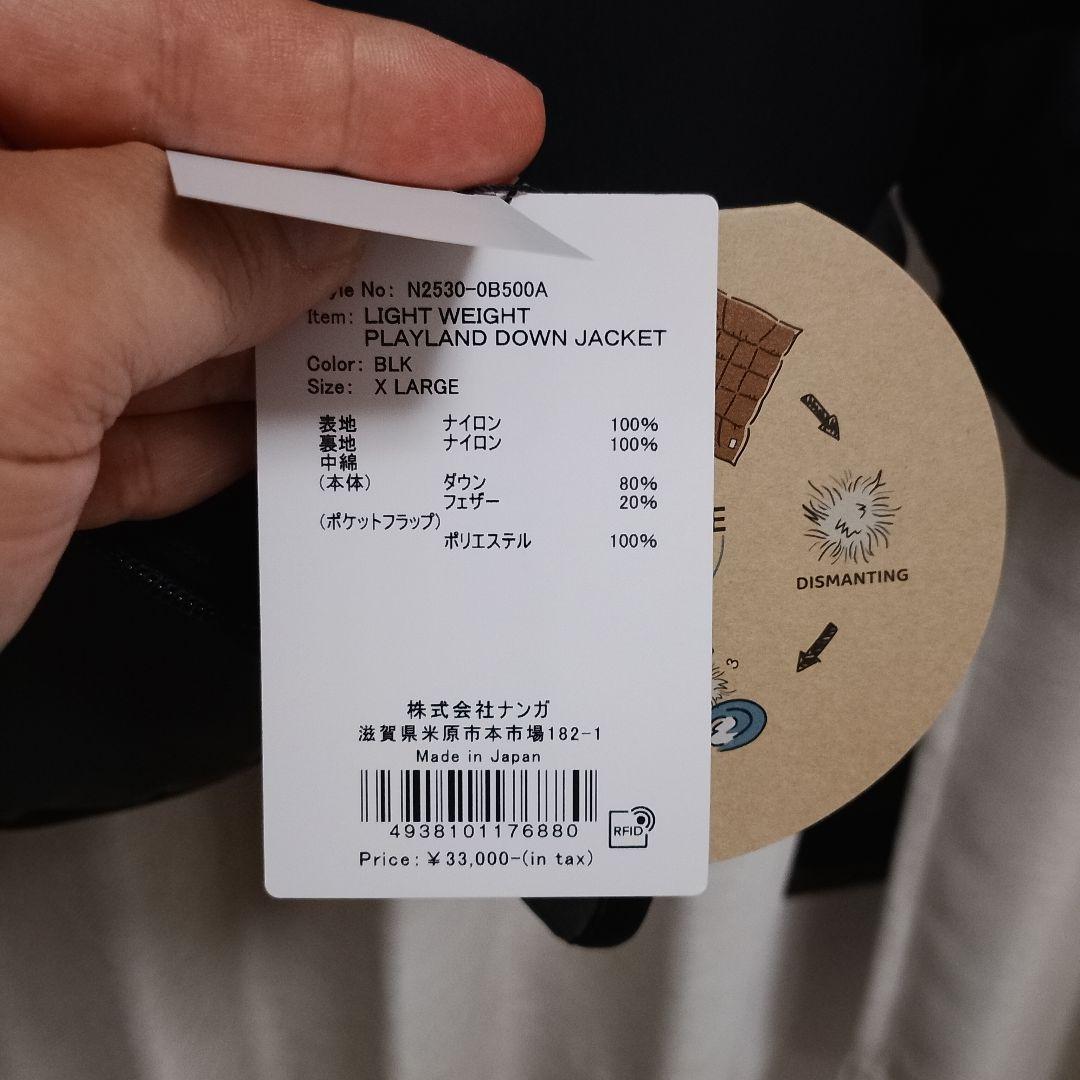 No: N2530-0B500A
Item: LIGHT WEIGHT
PLAYLAND DOWN JACKET
Color: BLK
Size: X LARGE
表地 ナイロン 100%
裏地 ナイロン 100%
中綿
(本体) ダウン 80%
フェザー 20%
(ポケットフラップ)
ポリエステル 100%
株式会社ナンガ
滋賀県米原市本市場182-1
Made in Japan
4938101176880
RFID
Price: ¥33,000-(in tax)
DISMANTING